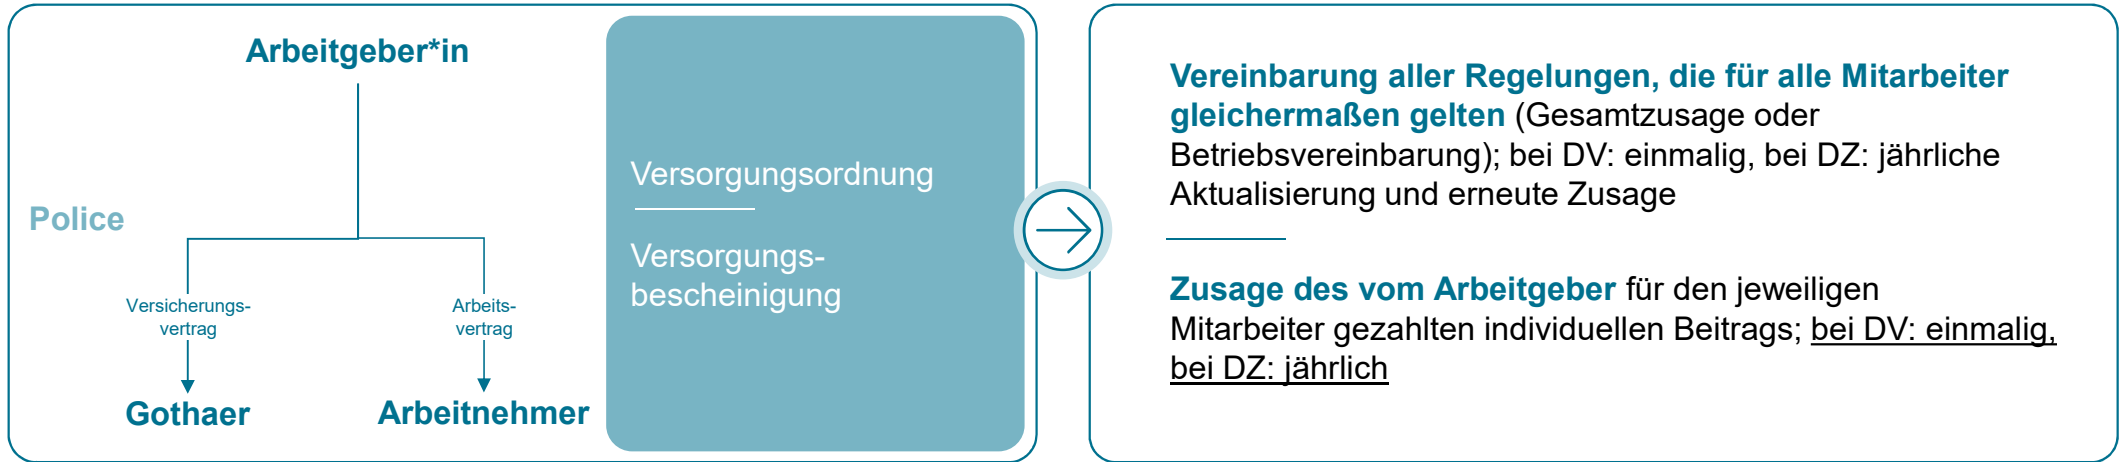 Arbeitgeber*in
Police
Versicherungs-
vertrag
Arbeits-
vertrag
Gothaer
Arbeitnehmer
Versorgungsordnung
Versorgungs-
bescheinigung
Vereinbarung aller Regelungen, die für alle Mitarbeiter
gleichermaßen gelten (Gesamtzusage oder
Betriebsvereinbarung); bei DV: einmalig, bei DZ: jährliche
Aktualisierung und erneute Zusage
Zusage des vom Arbeitgeber für den jeweiligen
Mitarbeiter gezahlten individuellen Beitrags; bei DV: einmalig,
bei DZ: jährlich